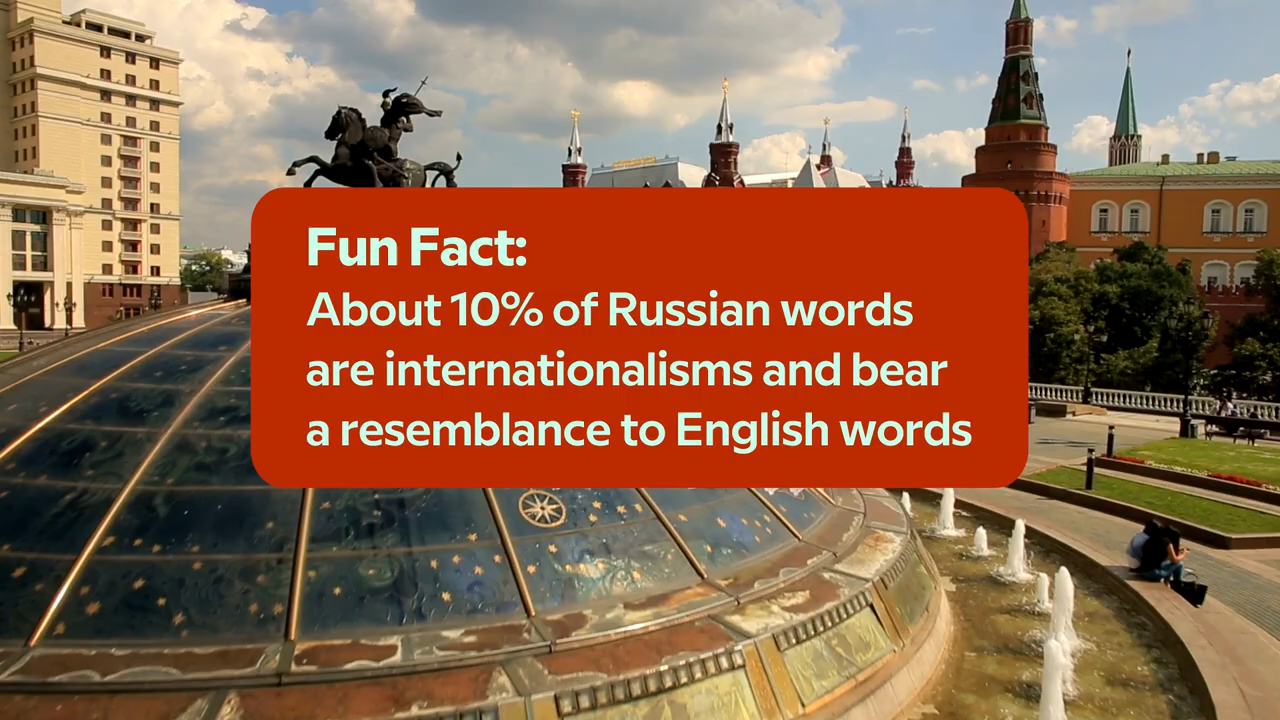 Fun Fact:
About 10% of Russian words
are internationalisms and bear
a resemblance to English words